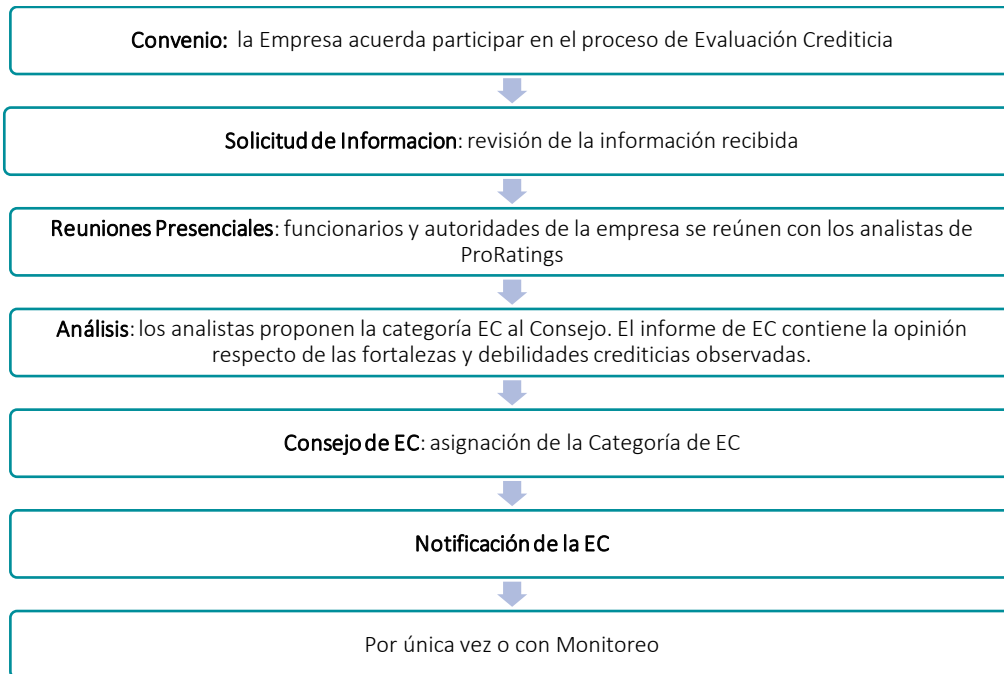 Convenio: la Empresa acuerda participar en el proceso de Evaluación Crediticia
Solicitud de Informacion: revisión de la información recibida
Reuniones Presenciales: funcionarios y autoridades de la empresa se reúnen con los analistas de
ProRatings
Análisis: los analistas proponen la categoría EC al Consejo. El informe de EC contiene la opinión
respecto de las fortalezas y debilidades crediticias observadas.
Consejo de EC: asignación de la Categoría de EC
Notificación de la EC
Por única vez o con Monitoreo